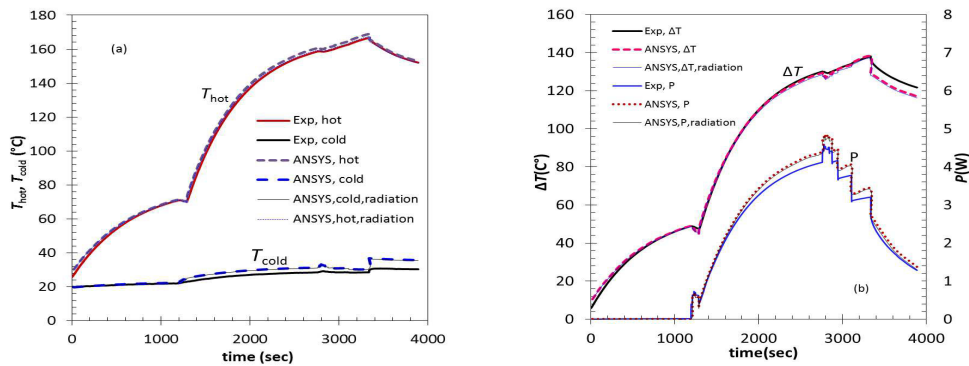 (a)
T_hot
T_cold
Exp, hot
Exp, cold
ANSYS, hot
ANSYS, cold
ANSYS,cold,radiation
ANSYS,hot,radiation
180
160
140
120
100
80
60
40
20
0
0 1000 2000 3000 4000
time (sec)
T_hot, T_cold (°C)
Exp, ΔT
ANSYS, ΔT
ANSYS,ΔT,radiation
Exp, P
ANSYS, P
ANSYS,P,radiation
ΔT
P
(b)
160
140
120
100
80
60
40
20
0
8
7
6
5
4
3
2
1
0
0 1000 2000 3000 4000
time(sec)
ΔT(C°)
P(W)